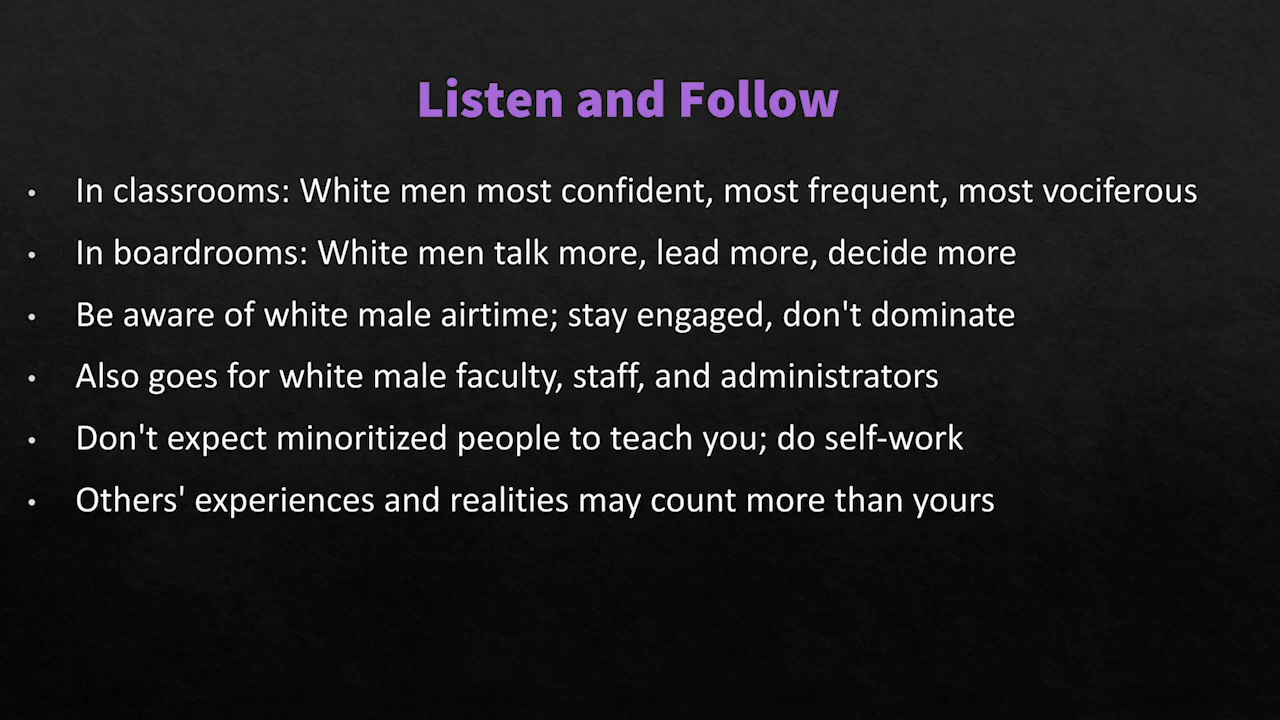 Listen and Follow
• In classrooms: White men most confident, most frequent, most vociferous
• In boardrooms: White men talk more, lead more, decide more
• Be aware of white male airtime; stay engaged, don't dominate
• Also goes for white male faculty, staff, and administrators
• Don't expect minoritized people to teach you; do self-work
• Others' experiences and realities may count more than yours